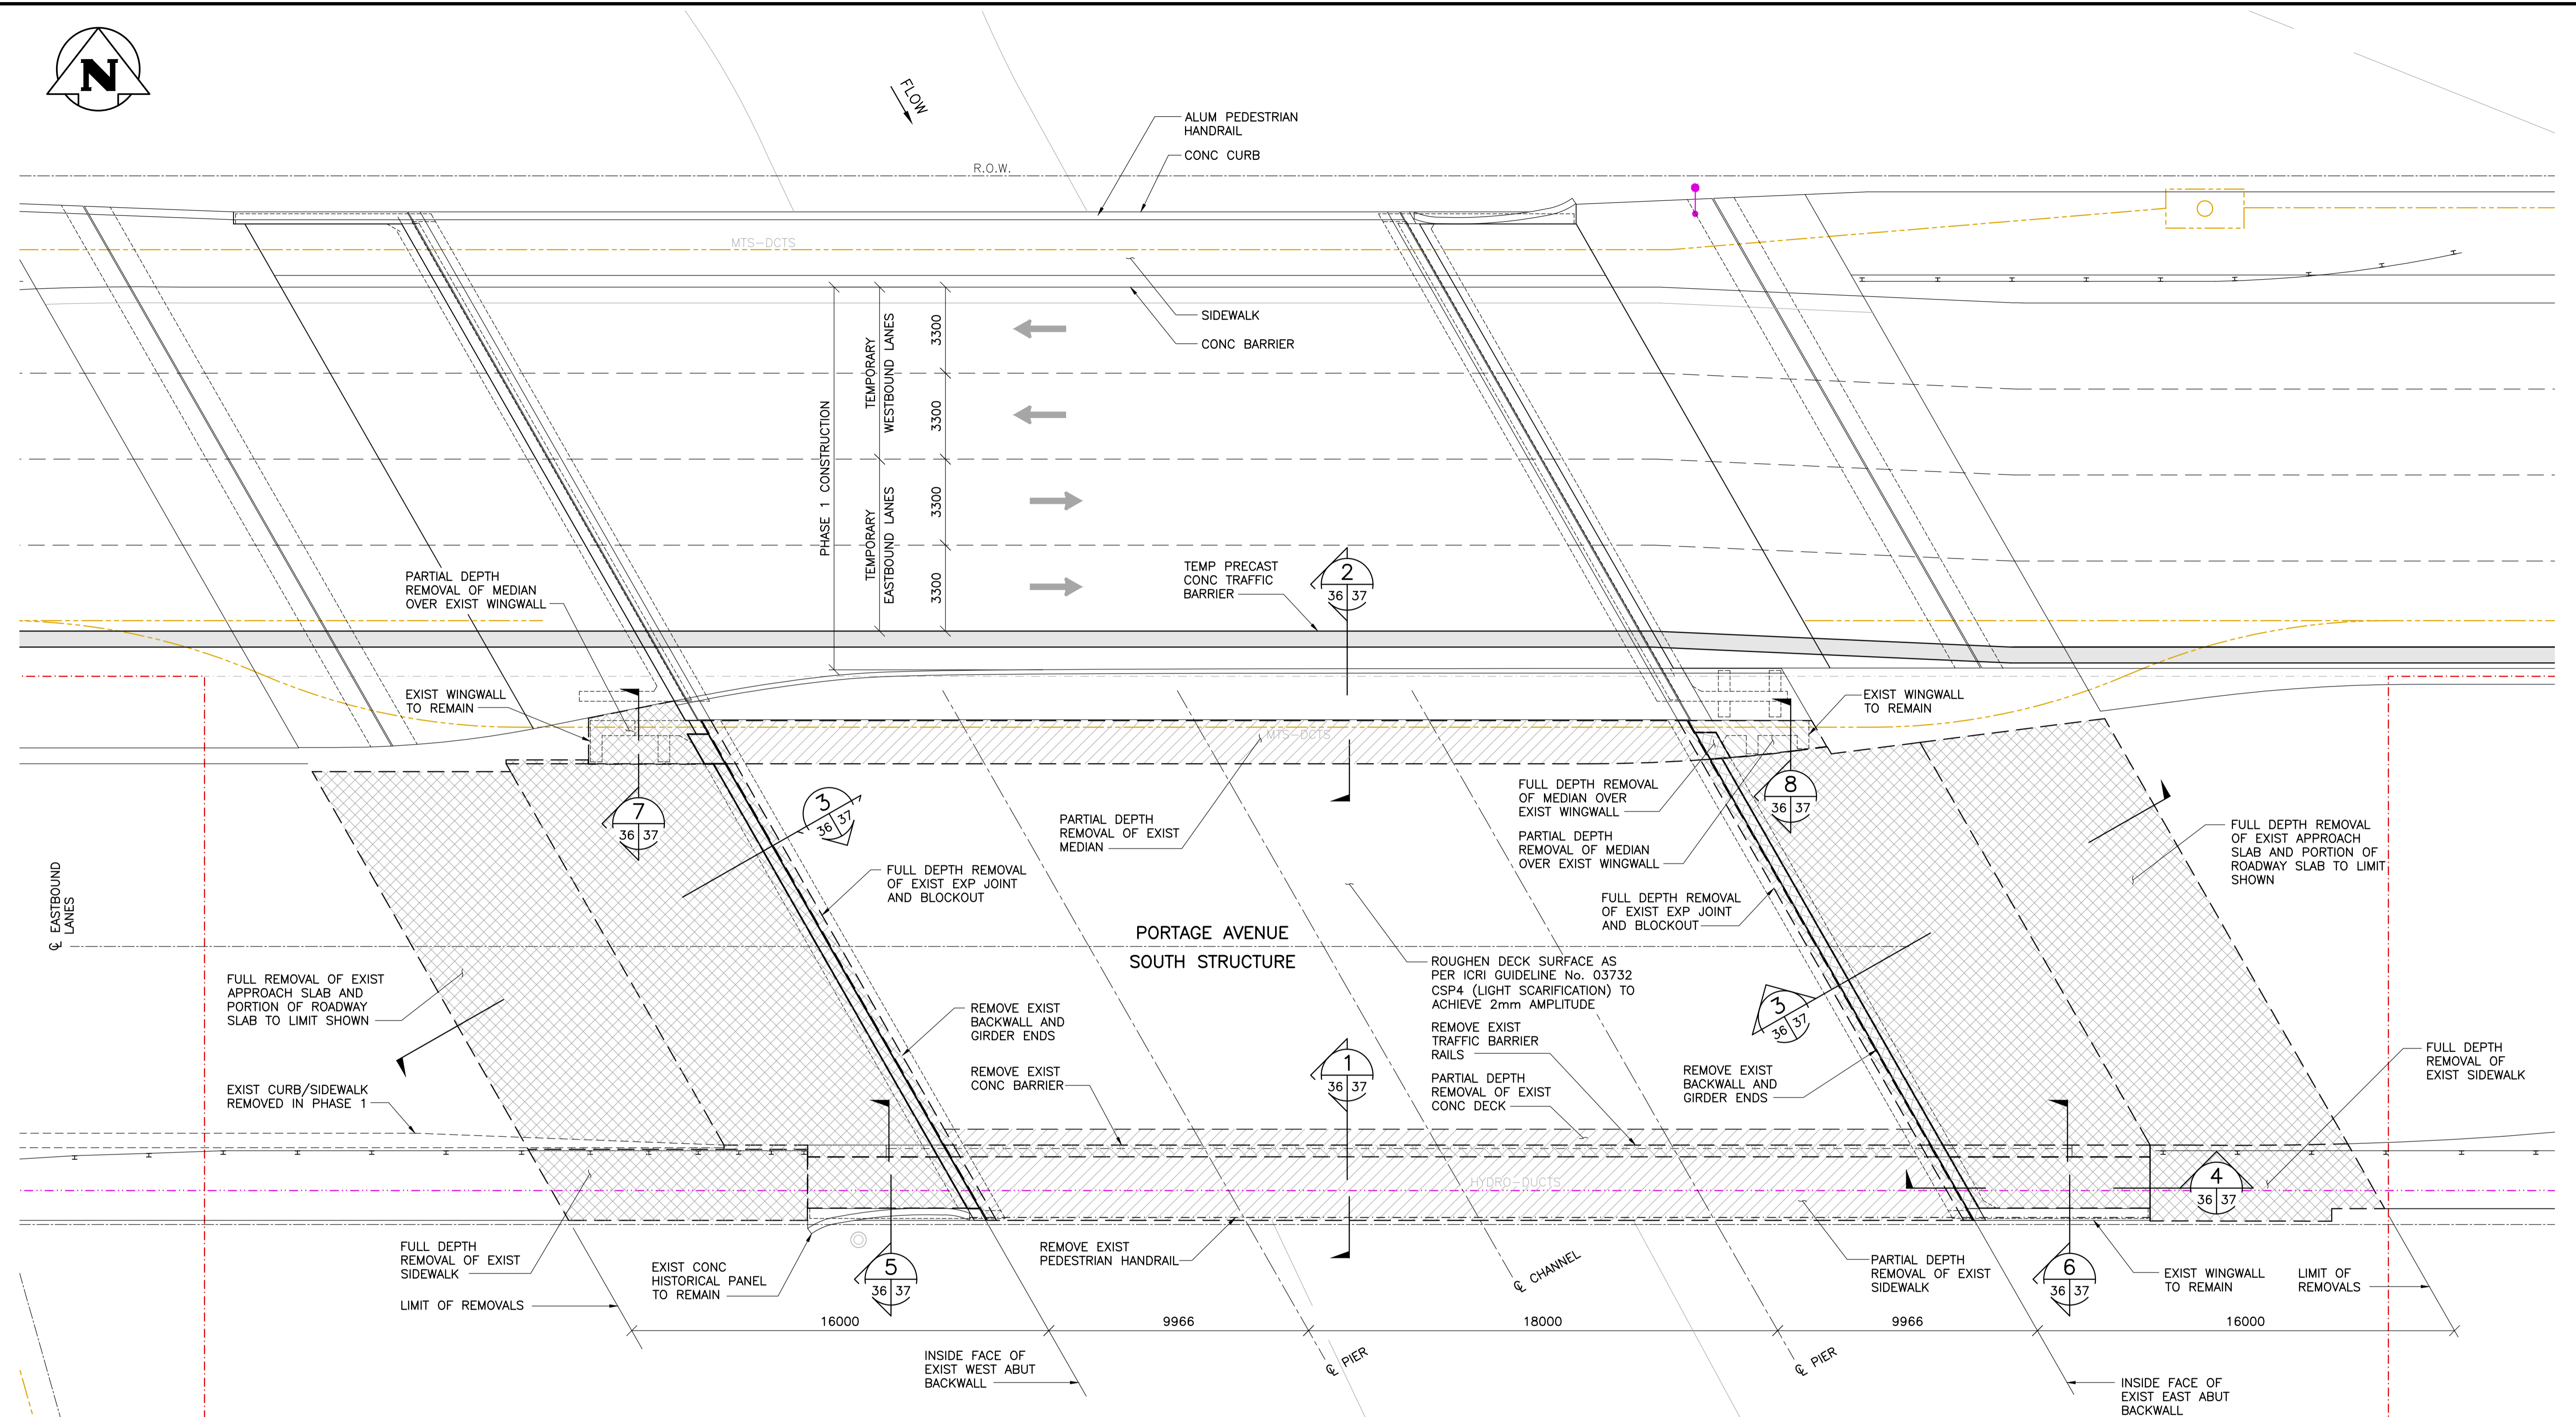 N
FLOW
ALUM PEDESTRIAN
HANDRAIL
CONC CURB
R.O.W.
MTS-DCTS
SIDEWALK
CONC BARRIER
PHASE 1 CONSTRUCTION
TEMPORARY
WESTBOUND LANES
3300
3300
TEMPORARY
EASTBOUND LANES
3300
3300
PARTIAL DEPTH
REMOVAL OF MEDIAN
OVER EXIST WINGWALL
TEMP PRECAST
CONC TRAFFIC
BARRIER
2
36 37
EXIST WINGWALL
TO REMAIN
EXIST WINGWALL
TO REMAIN
MTS-DCTS
7
36 37
3
36 37
PARTIAL DEPTH
REMOVAL OF EXIST
MEDIAN
FULL DEPTH REMOVAL
OF MEDIAN OVER
EXIST WINGWALL
8
36 37
PARTIAL DEPTH
REMOVAL OF MEDIAN
OVER EXIST WINGWALL
FULL DEPTH REMOVAL
OF EXIST APPROACH
SLAB AND PORTION OF
ROADWAY SLAB TO LIMIT
SHOWN
FULL DEPTH REMOVAL
OF EXIST EXP JOINT
AND BLOCKOUT
FULL DEPTH REMOVAL
OF EXIST EXP JOINT
AND BLOCKOUT
℄ EASTBOUND
LANES
PORTAGE AVENUE
SOUTH STRUCTURE
FULL REMOVAL OF EXIST
APPROACH SLAB AND
PORTION OF ROADWAY
SLAB TO LIMIT SHOWN
ROUGHEN DECK SURFACE AS
PER ICRI GUIDELINE No. 03732
CSP4 (LIGHT SCARIFICATION) TO
ACHIEVE 2mm AMPLITUDE
3
36 37
REMOVE EXIST
BACKWALL AND
GIRDER ENDS
REMOVE EXIST
TRAFFIC BARRIER
RAILS
1
36 37
REMOVE EXIST
CONC BARRIER
PARTIAL DEPTH
REMOVAL OF EXIST
CONC DECK
REMOVE EXIST
BACKWALL AND
GIRDER ENDS
FULL DEPTH
REMOVAL OF
EXIST SIDEWALK
EXIST CURB/SIDEWALK
REMOVED IN PHASE 1
HYDRO-DUCTS
4
36 37
FULL DEPTH
REMOVAL OF EXIST
SIDEWALK
EXIST CONC
HISTORICAL PANEL
TO REMAIN
5
36 37
REMOVE EXIST
PEDESTRIAN HANDRAIL
℄ CHANNEL
PARTIAL DEPTH
REMOVAL OF EXIST
SIDEWALK
6
36 37
EXIST WINGWALL
TO REMAIN
LIMIT OF
REMOVALS
LIMIT OF REMOVALS
16000
9966
18000
9966
16000
INSIDE FACE OF
EXIST WEST ABUT
BACKWALL
℄ PIER
℄ PIER
INSIDE FACE OF
EXIST EAST ABUT
BACKWALL